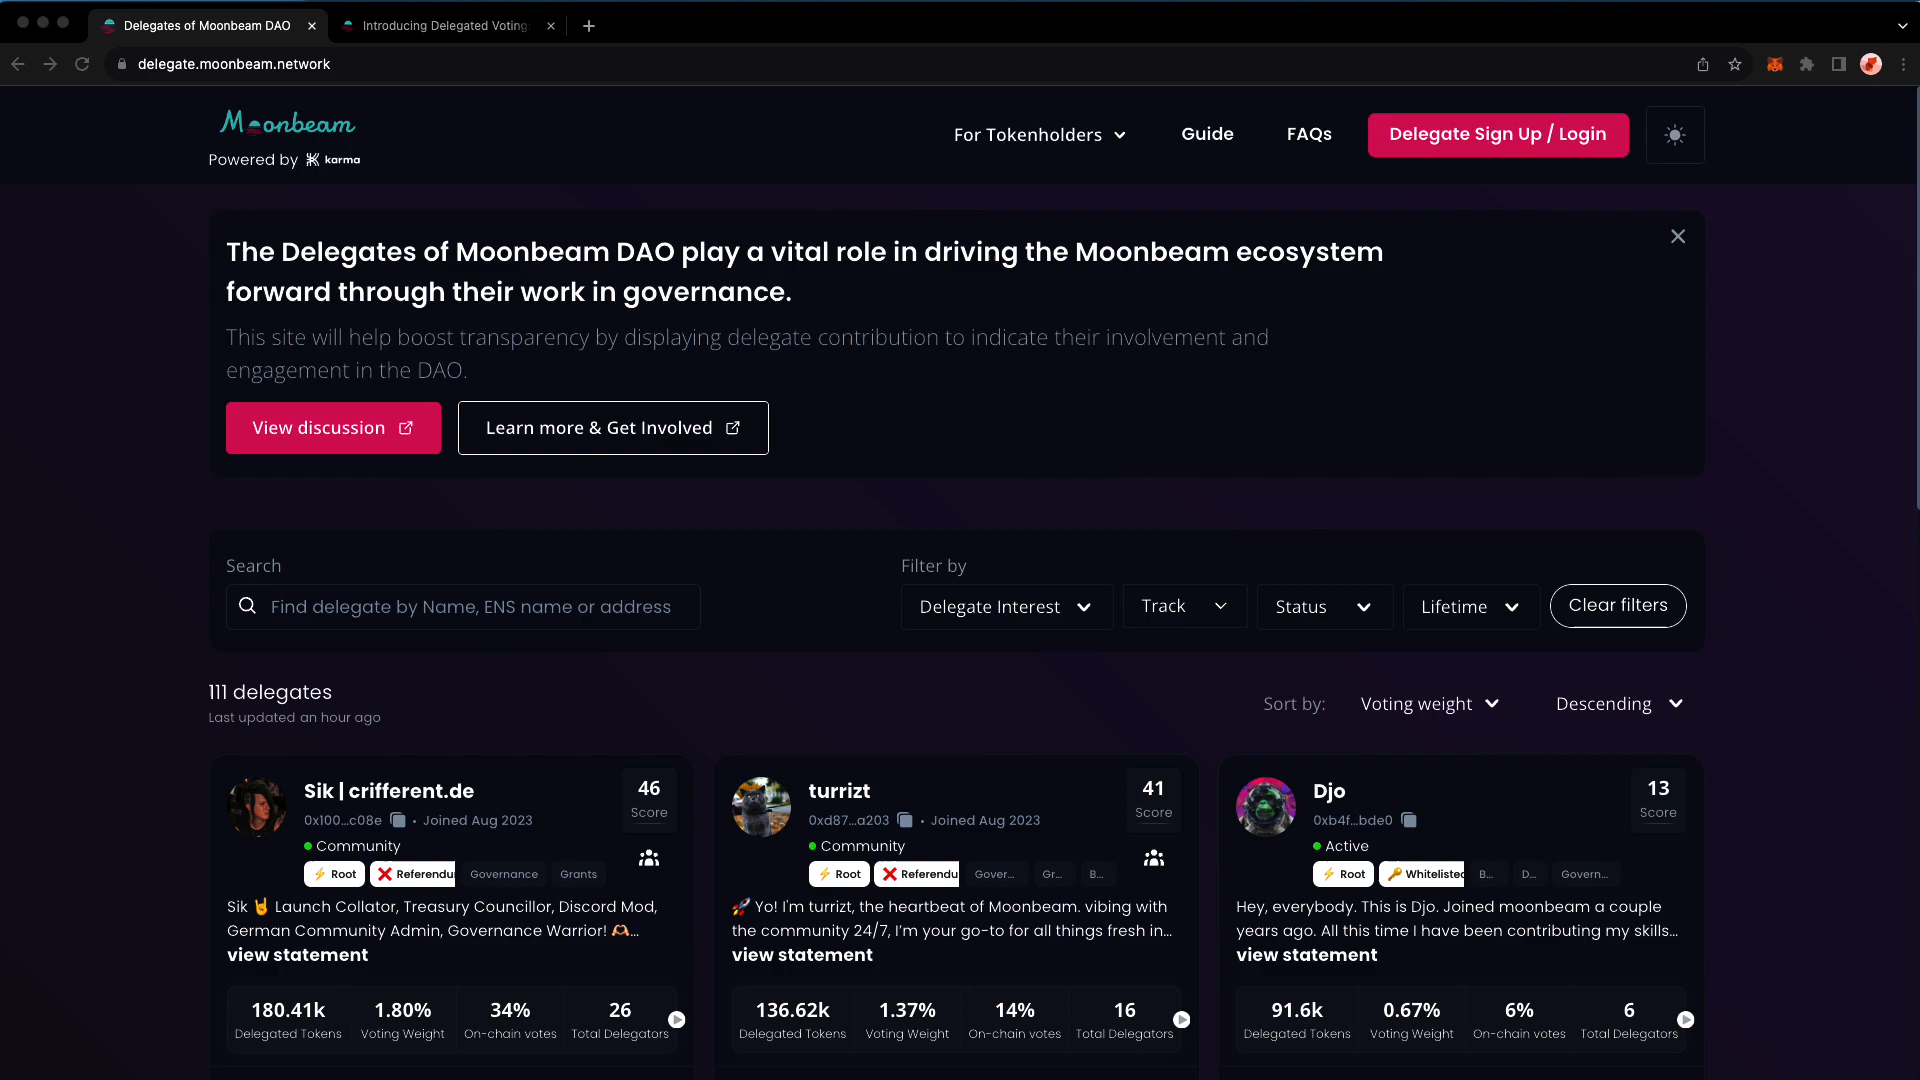 Delegates of Moonbeam DAO
Introducing Delegated Voting
delegate.moonbeam.network
Moonbeam
Powered by karma
For Tokenholders
Guide
FAQs
Delegate Sign Up / Login
The Delegates of Moonbeam DAO play a vital role in driving the Moonbeam ecosystem
forward through their work in governance.
This site will help boost transparency by displaying delegate contribution to indicate their involvement and
engagement in the DAO.
View discussion
Learn more & Get Involved
Search
Filter by
Find delegate by Name, ENS name or address
Delegate Interest
Track
Status
Lifetime
Clear filters
111 delegates
Last updated an hour ago
Sort by:
Voting weight
Descending
Sik | crifferent.de
46
Score
0x100...c08e • Joined Aug 2023
Community
Root
Referendu
Governance
Grants
Sik 🤘 Launch Collator, Treasury Councillor, Discord Mod,
German Community Admin, Governance Warrior! 🫶...
view statement
180.41k
1.80%
34%
26
Delegated Tokens
Voting Weight
On-chain votes
Total Delegators
turrizt
41
Score
0xd87...a203 • Joined Aug 2023
Community
Root
Referendu
Gover...
Gr...
B...
🚀 Yo! I'm turrizt, the heartbeat of Moonbeam. vibing with
the community 24/7, I'm your go-to for all things fresh in...
view statement
136.62k
1.37%
14%
16
Delegated Tokens
Voting Weight
On-chain votes
Total Delegators
Djo
13
Score
0xb4f...bde0
Active
Root
Whitelisted
B...
D...
Govern...
Hey, everybody. This is Djo. Joined moonbeam a couple
years ago. All this time I have been contributing my skills...
view statement
91.6k
0.67%
6%
6
Delegated Tokens
Voting Weight
On-chain votes
Total Delegators